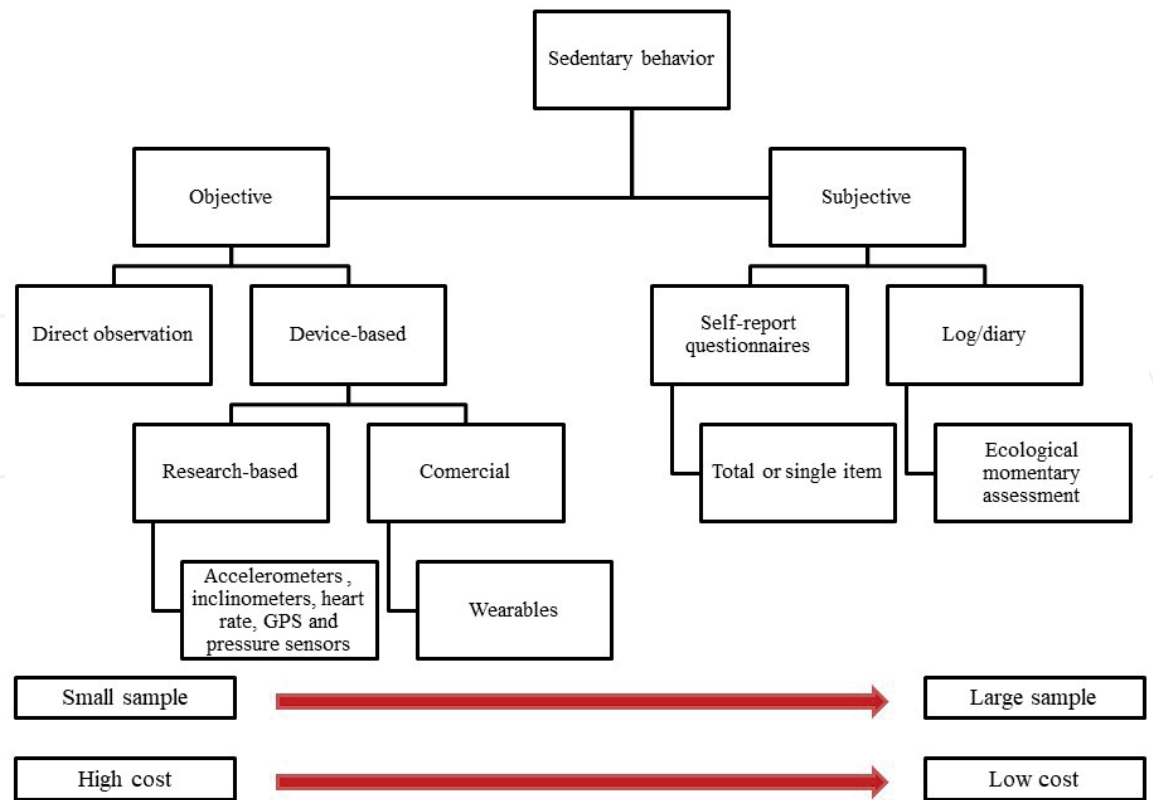 Sedentary behavior
Objective
Subjective
Direct observation
Device-based
Self-report
questionnaires
Log/diary
Research-based
Comercial
Total or single item
Ecological
momentary
assessment
Accelerometers ,
inclinometers, heart
rate, GPS and
pressure sensors
Wearables
Small sample
Large sample
High cost
Low cost